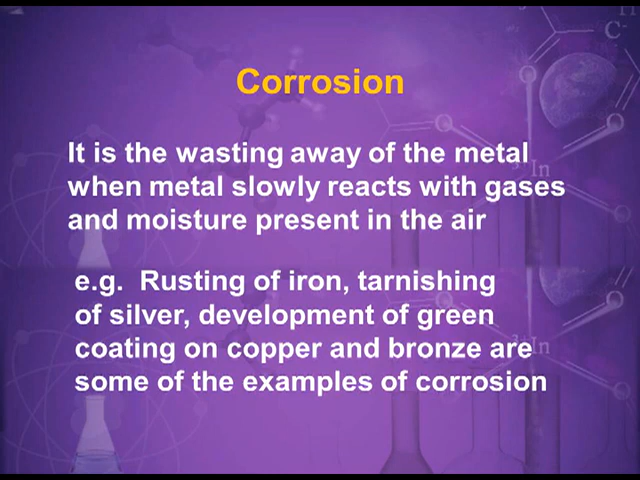 Corrosion
It is the wasting away of the metal
when metal slowly reacts with gases
and moisture present in the air
e.g.  Rusting of iron, tarnishing
of silver, development of green
coating on copper and bronze are
some of the examples of corrosion